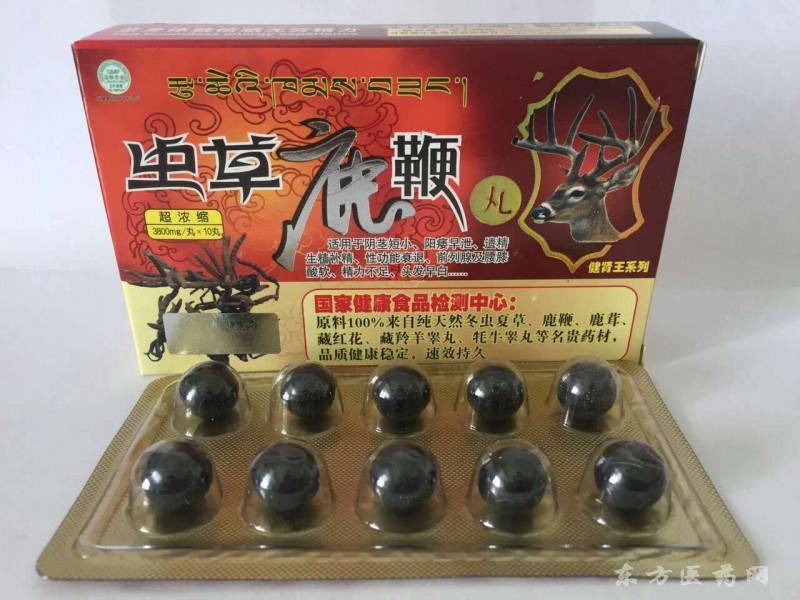 GMP
རྩྭ་ཆེའི་ཁམས་བཟང་།
虫草鹿鞭丸
超浓缩
3800mg/丸×10丸
适用于阴茎短小、阳痿早泄、遗精
生精补精、性功能衰退、前列腺及腰膝
酸软、精力不足、头发早白......
健肾王系列
国家健康食品检测中心:
原料100%来自纯天然冬虫夏草、鹿鞭、鹿茸、
藏红花、藏羚羊睾丸、牦牛睾丸等名贵药材,
品质健康稳定,速效持久
东方医药网